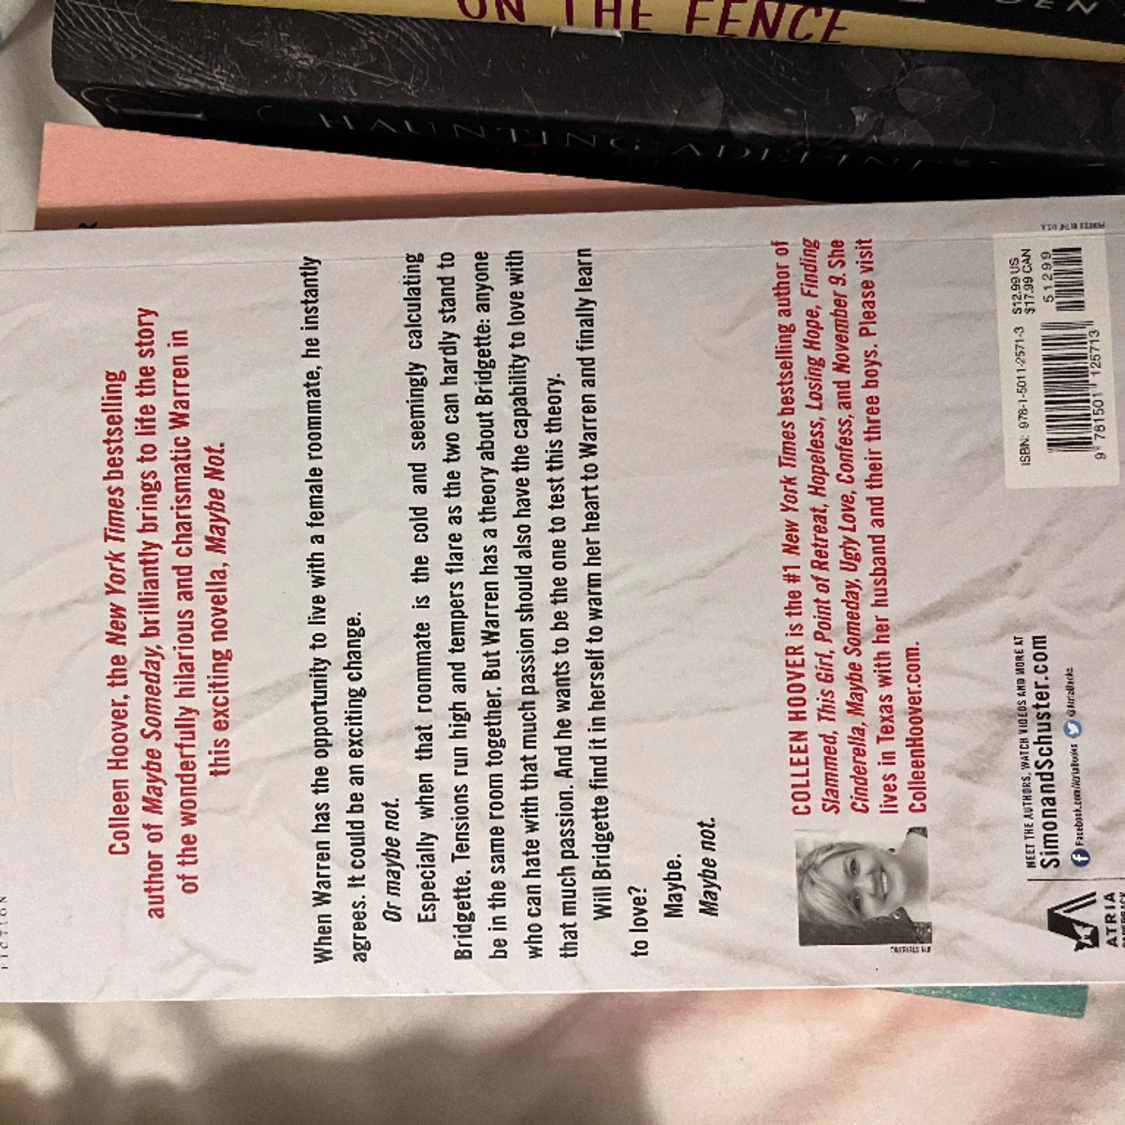 ON THE FENCE
HAUNTING ADELINE
FICTION
Colleen Hoover, the New York Times bestselling
author of Maybe Someday, brilliantly brings to life the story
of the wonderfully hilarious and charismatic Warren in
this exciting novella, Maybe Not.
When Warren has the opportunity to live with a female roommate, he instantly
agrees. It could be an exciting change.
Or maybe not.
Especially when that roommate is the cold and seemingly calculating
Bridgette. Tensions run high and tempers flare as the two can hardly stand to
be in the same room together. But Warren has a theory about Bridgette: anyone
who can hate with that much passion should also have the capability to love with
that much passion. And he wants to be the one to test this theory.
Will Bridgette find it in herself to warm her heart to Warren and finally learn
to love?
Maybe.
Maybe not.
COLLEEN HOOVER is the #1 New York Times bestselling author of
Slammed, This Girl, Point of Retreat, Hopeless, Losing Hope, Finding
Cinderella, Maybe Someday, Ugly Love, Confess, and November 9. She
lives in Texas with her husband and their three boys. Please visit
ColleenHoover.com.
MEET THE AUTHORS, WATCH VIDEOS AND MORE AT
SimonandSchuster.com
Facebook.com/AtriaBooks @AtriaBooks
ATRIA
PAPERBACK
ISBN: 978-1-5011-2571-3 $12.99 US
$17.99 CAN
51299
9 781501 125713